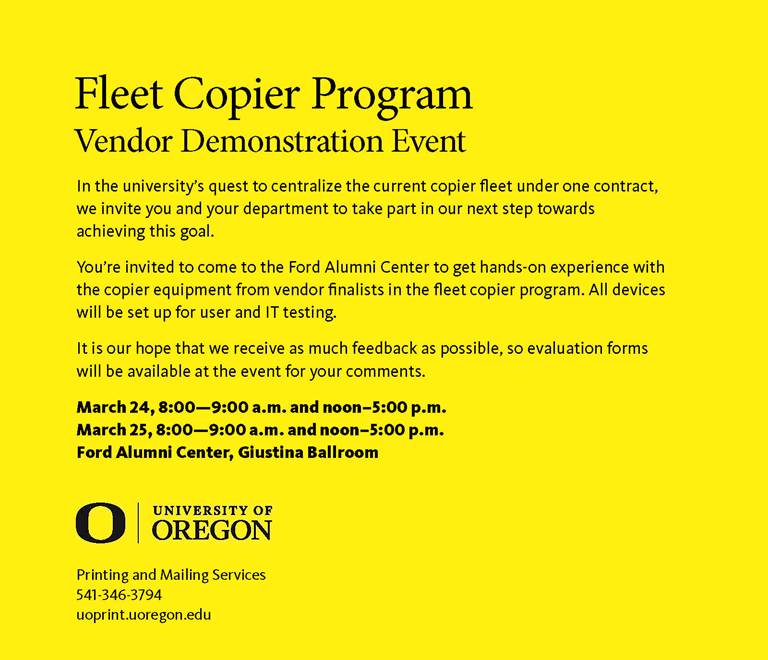 Fleet Copier Program
Vendor Demonstration Event
In the university’s quest to centralize the current copier fleet under one contract,
we invite you and your department to take part in our next step towards
achieving this goal.
You’re invited to come to the Ford Alumni Center to get hands-on experience with
the copier equipment from vendor finalists in the fleet copier program. All devices
will be set up for user and IT testing.
It is our hope that we receive as much feedback as possible, so evaluation forms
will be available at the event for your comments.
March 24, 8:00—9:00 a.m. and noon–5:00 p.m.
March 25, 8:00—9:00 a.m. and noon–5:00 p.m.
Ford Alumni Center, Giustina Ballroom
O
UNIVERSITY OF
OREGON
Printing and Mailing Services
541-346-3794
uoprint.uoregon.edu